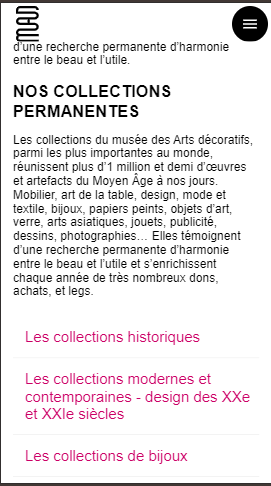 mad
d'une recherche permanente d'harmonie
entre le beau et l'utile.
NOS COLLECTIONS
PERMANENTES
Les collections du musée des Arts décoratifs,
parmi les plus importantes au monde,
réunissent plus d'1 million et demi d'œuvres
et artefacts du Moyen Âge à nos jours.
Mobilier, art de la table, design, mode et
textile, bijoux, papiers peints, objets d'art,
verre, arts asiatiques, jouets, publicité,
dessins, photographies… Elles témoignent
d'une recherche permanente d'harmonie
entre le beau et l'utile et s'enrichissent
chaque année de très nombreux dons,
achats, et legs.
Les collections historiques
Les collections modernes et
contemporaines - design des XXe
et XXIe siècles
Les collections de bijoux